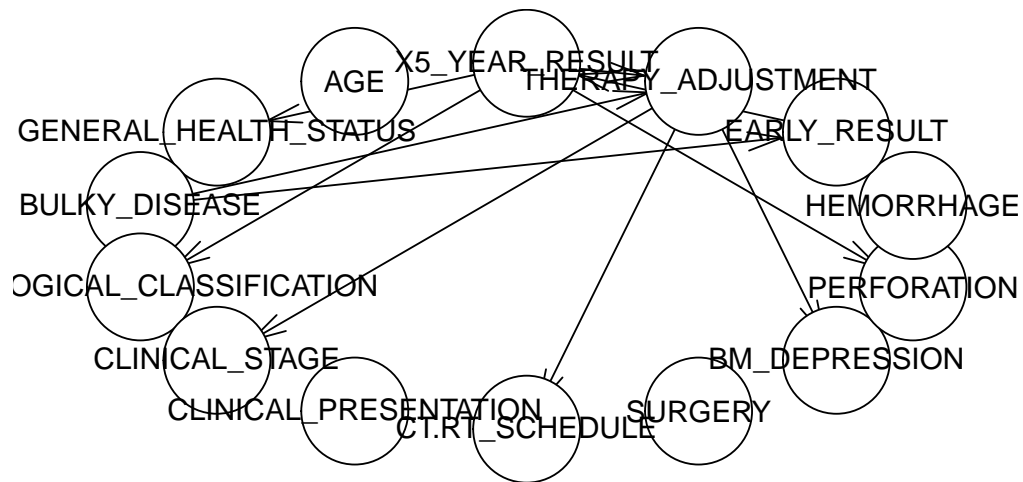 X5_YEAR_RESULT
AGE
THERAPY_ADJUSTMENT
GENERAL_HEALTH_STATUS
EARLY_RESULT
BULKY_DISEASE
HEMORRHAGE
OGICAL_CLASSIFICATION
PERFORATION
CLINICAL_STAGE
BM_DEPRESSION
CLINICAL_PRESENTATION
SURGERY
CT.RT_SCHEDULE